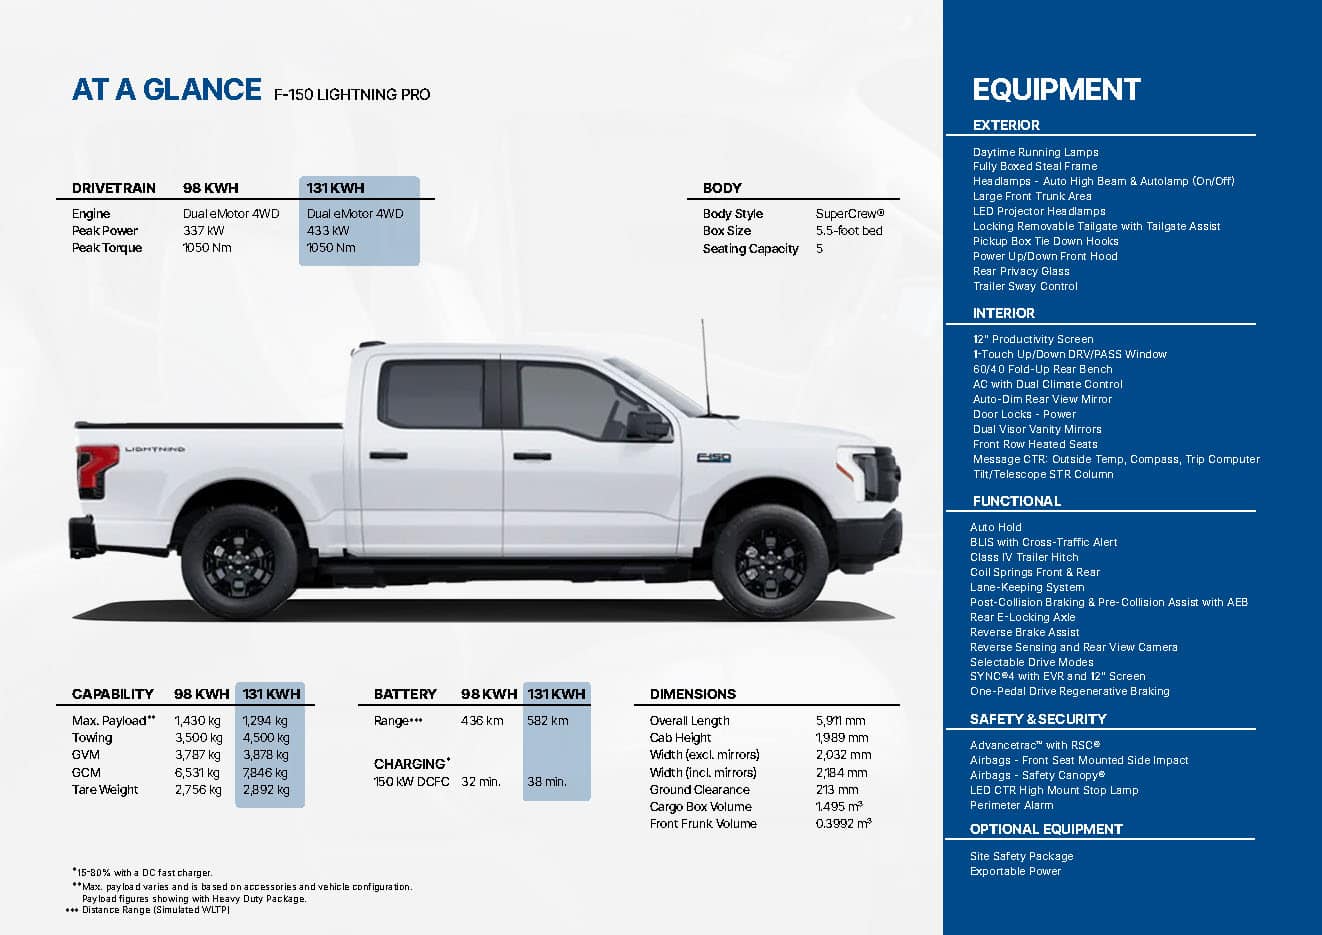 AT A GLANCE F-150 LIGHTNING PRO
DRIVETRAIN 98 KWH 131 KWH
Engine Dual eMotor 4WD Dual eMotor 4WD
Peak Power 337 kW 433 kW
Peak Torque 1050 Nm 1050 Nm
BODY
Body Style SuperCrew®
Box Size 5.5-foot bed
Seating Capacity 5
LIGHTNING
F-150
CAPABILITY 98 KWH 131 KWH
Max. Payload** 1,430 kg 1,294 kg
Towing 3,500 kg 4,500 kg
GVM 3,787 kg 3,878 kg
GCM 6,531 kg 7,846 kg
Tare Weight 2,756 kg 2,892 kg
BATTERY 98 KWH 131 KWH
Range*** 436 km 582 km
CHARGING*
150 kW DCFC 32 min. 38 min.
DIMENSIONS
Overall Length 5,911 mm
Cab Height 1,989 mm
Width (excl. mirrors) 2,032 mm
Width (incl. mirrors) 2,184 mm
Ground Clearance 213 mm
Cargo Box Volume 1.495 m³
Front Frunk Volume 0.3992 m³
*15-80% with a DC fast charger.
**Max. payload varies and is based on accessories and vehicle configuration.
Payload figures showing with Heavy Duty Package.
*** Distance Range (Simulated WLTP)
EQUIPMENT
EXTERIOR
Daytime Running Lamps
Fully Boxed Steal Frame
Headlamps - Auto High Beam & Autolamp (On/Off)
Large Front Trunk Area
LED Projector Headlamps
Locking Removable Tailgate with Tailgate Assist
Pickup Box Tie Down Hooks
Power Up/Down Front Hood
Rear Privacy Glass
Trailer Sway Control
INTERIOR
12" Productivity Screen
1-Touch Up/Down DRV/PASS Window
60/40 Fold-Up Rear Bench
AC with Dual Climate Control
Auto-Dim Rear View Mirror
Door Locks - Power
Dual Visor Vanity Mirrors
Front Row Heated Seats
Message CTR: Outside Temp, Compass, Trip Computer
Tilt/Telescope STR Column
FUNCTIONAL
Auto Hold
BLIS with Cross-Traffic Alert
Class IV Trailer Hitch
Coil Springs Front & Rear
Lane-Keeping System
Post-Collision Braking & Pre-Collision Assist with AEB
Rear E-Locking Axle
Reverse Brake Assist
Reverse Sensing and Rear View Camera
Selectable Drive Modes
SYNC®4 with EVR and 12" Screen
One-Pedal Drive Regenerative Braking
SAFETY & SECURITY
Advancetrac™ with RSC®
Airbags - Front Seat Mounted Side Impact
Airbags - Safety Canopy®
LED CTR High Mount Stop Lamp
Perimeter Alarm
OPTIONAL EQUIPMENT
Site Safety Package
Exportable Power